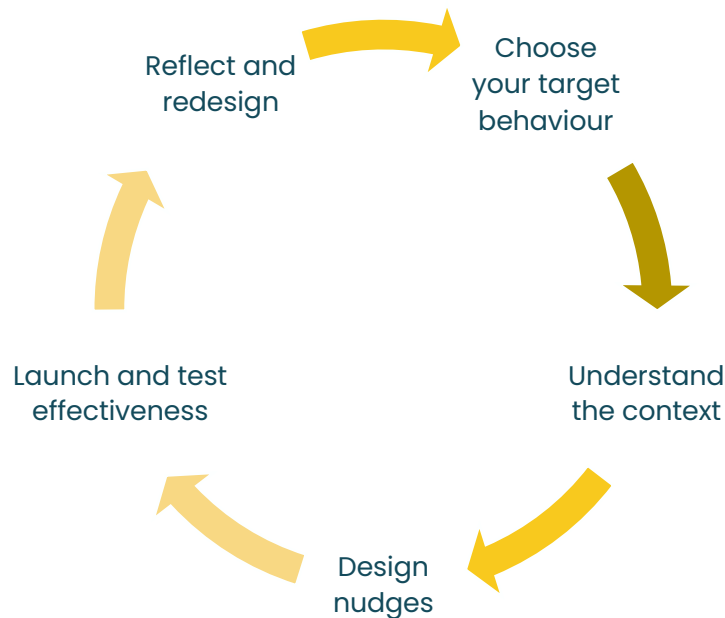 Choose
your target
behaviour
Understand
the context
Design
nudges
Launch and test
effectiveness
Reflect and
redesign